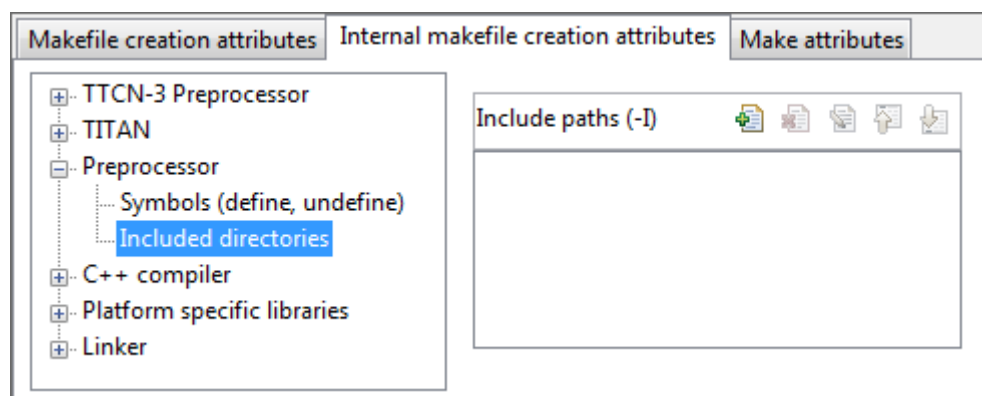 Makefile creation attributes
Internal makefile creation attributes
Make attributes
TTCN-3 Preprocessor
TITAN
Preprocessor
Symbols (define, undefine)
Included directories
C++ compiler
Platform specific libraries
Linker
Include paths (-I)